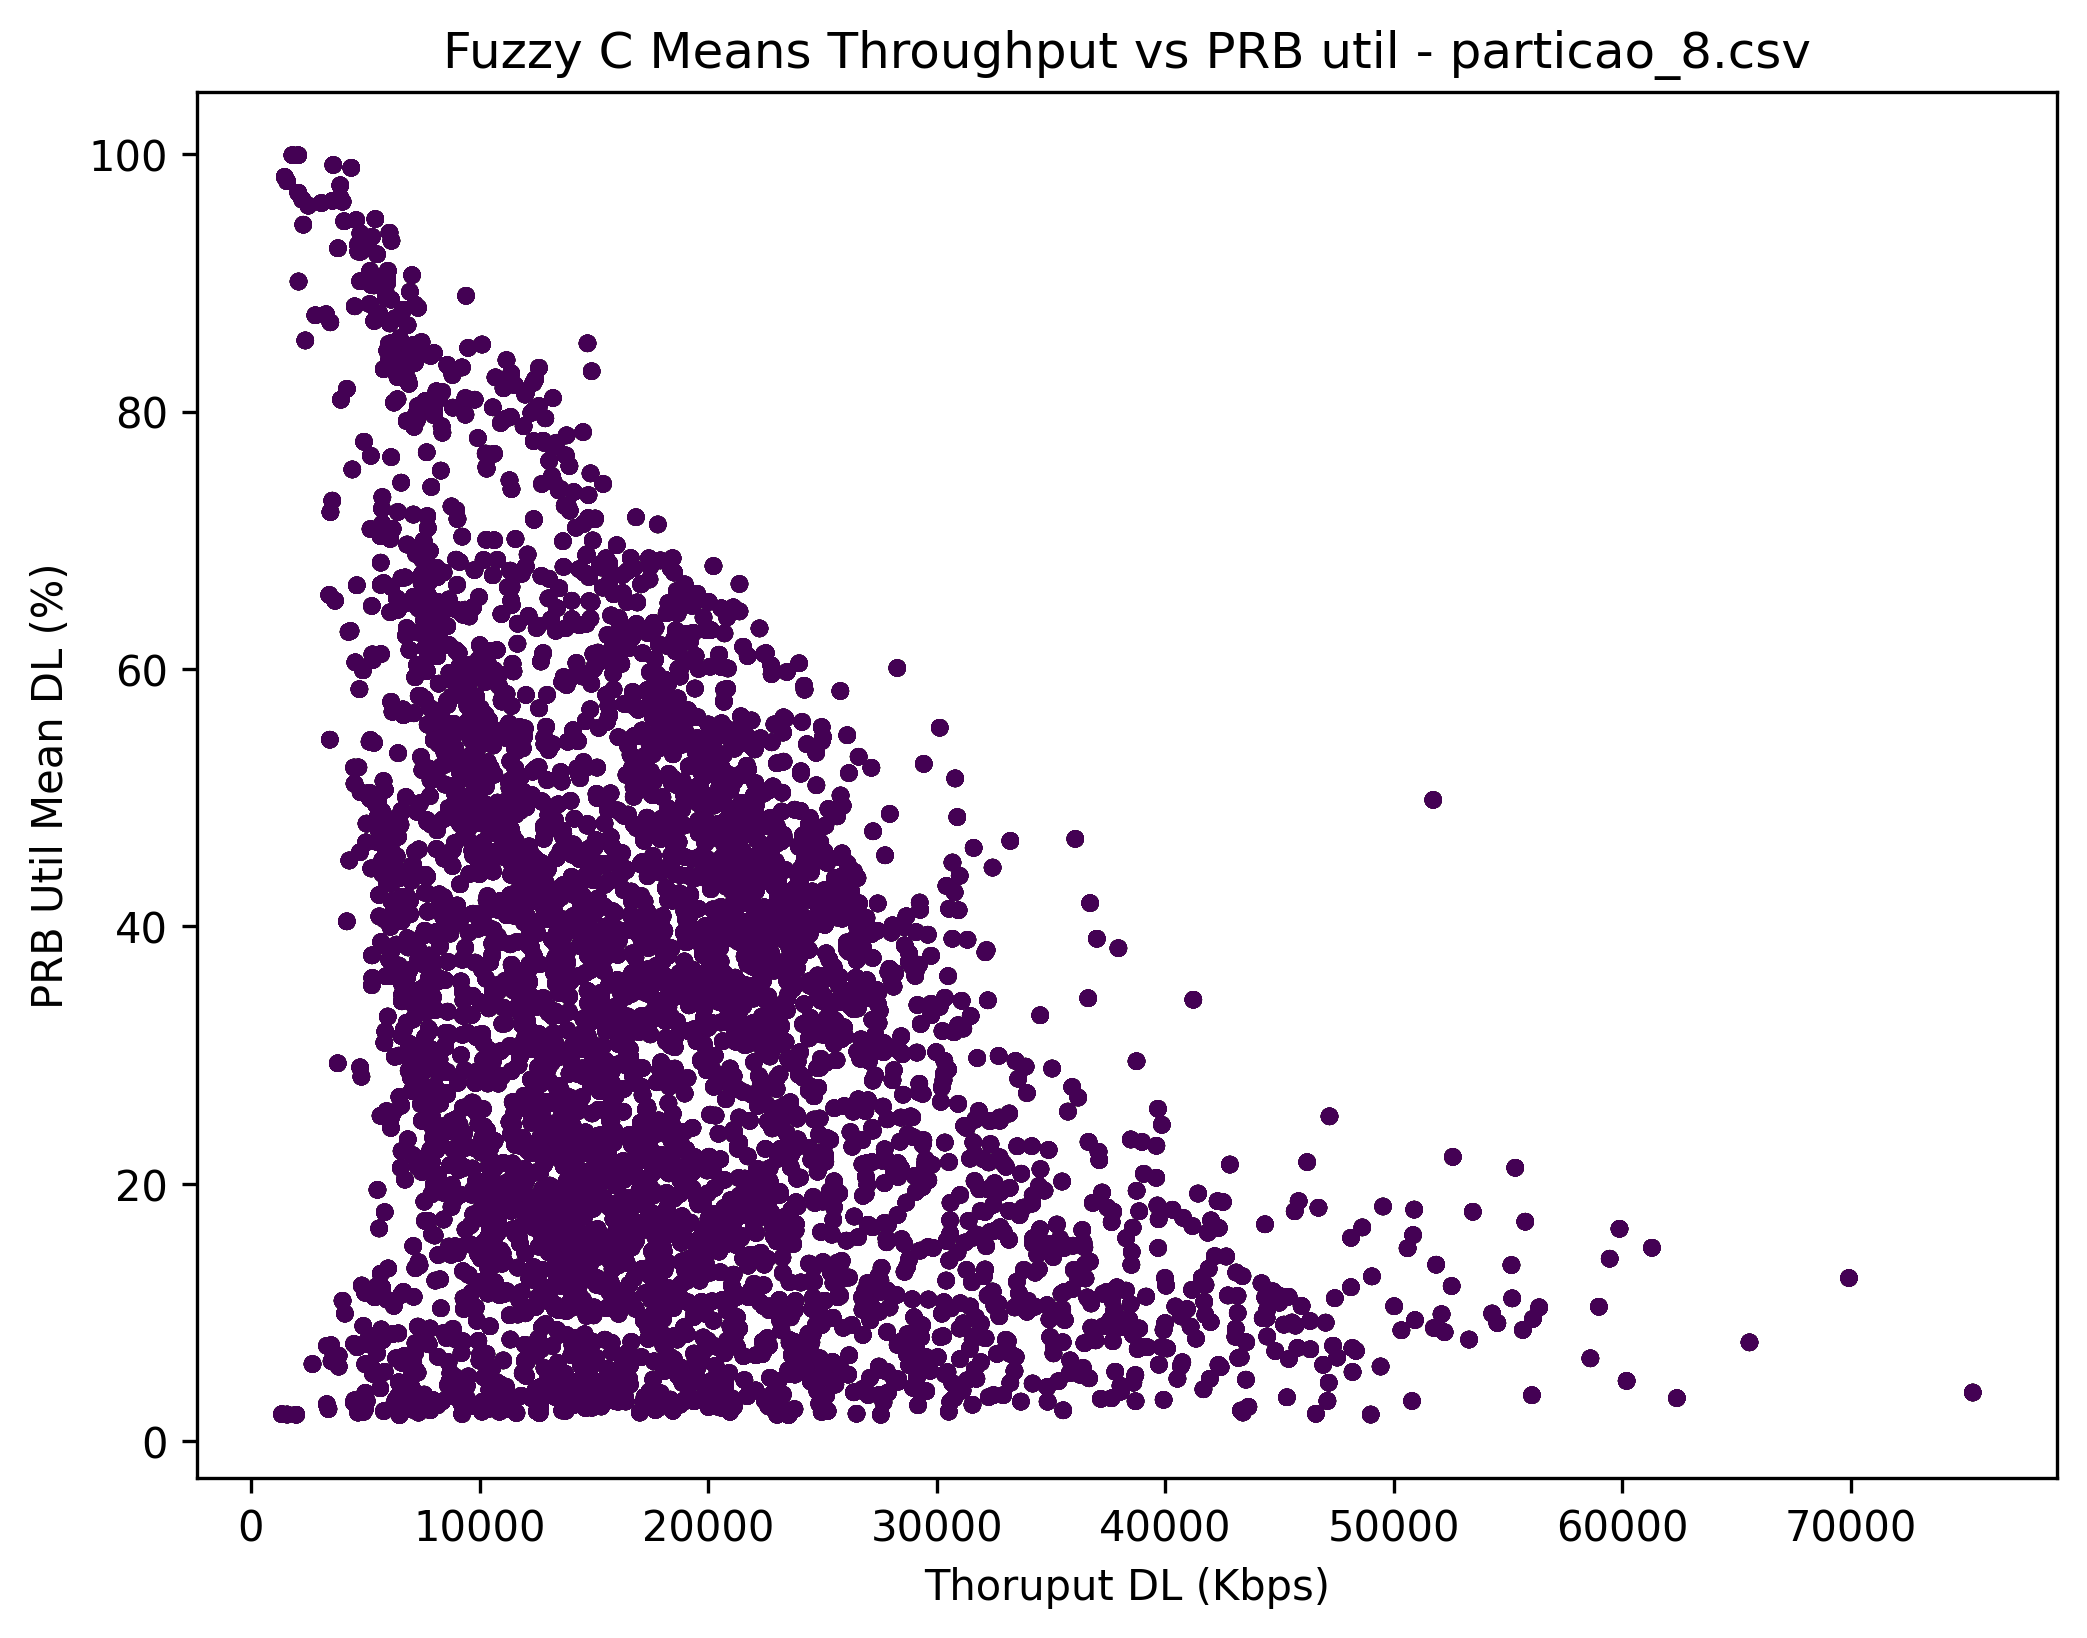 Fuzzy C Means Throughput vs PRB util - particao_8.csv
100
80
60
40
20
0
PRB Util Mean DL (%)
0 10000 20000 30000 40000 50000 60000 70000
Thoruput DL (Kbps)